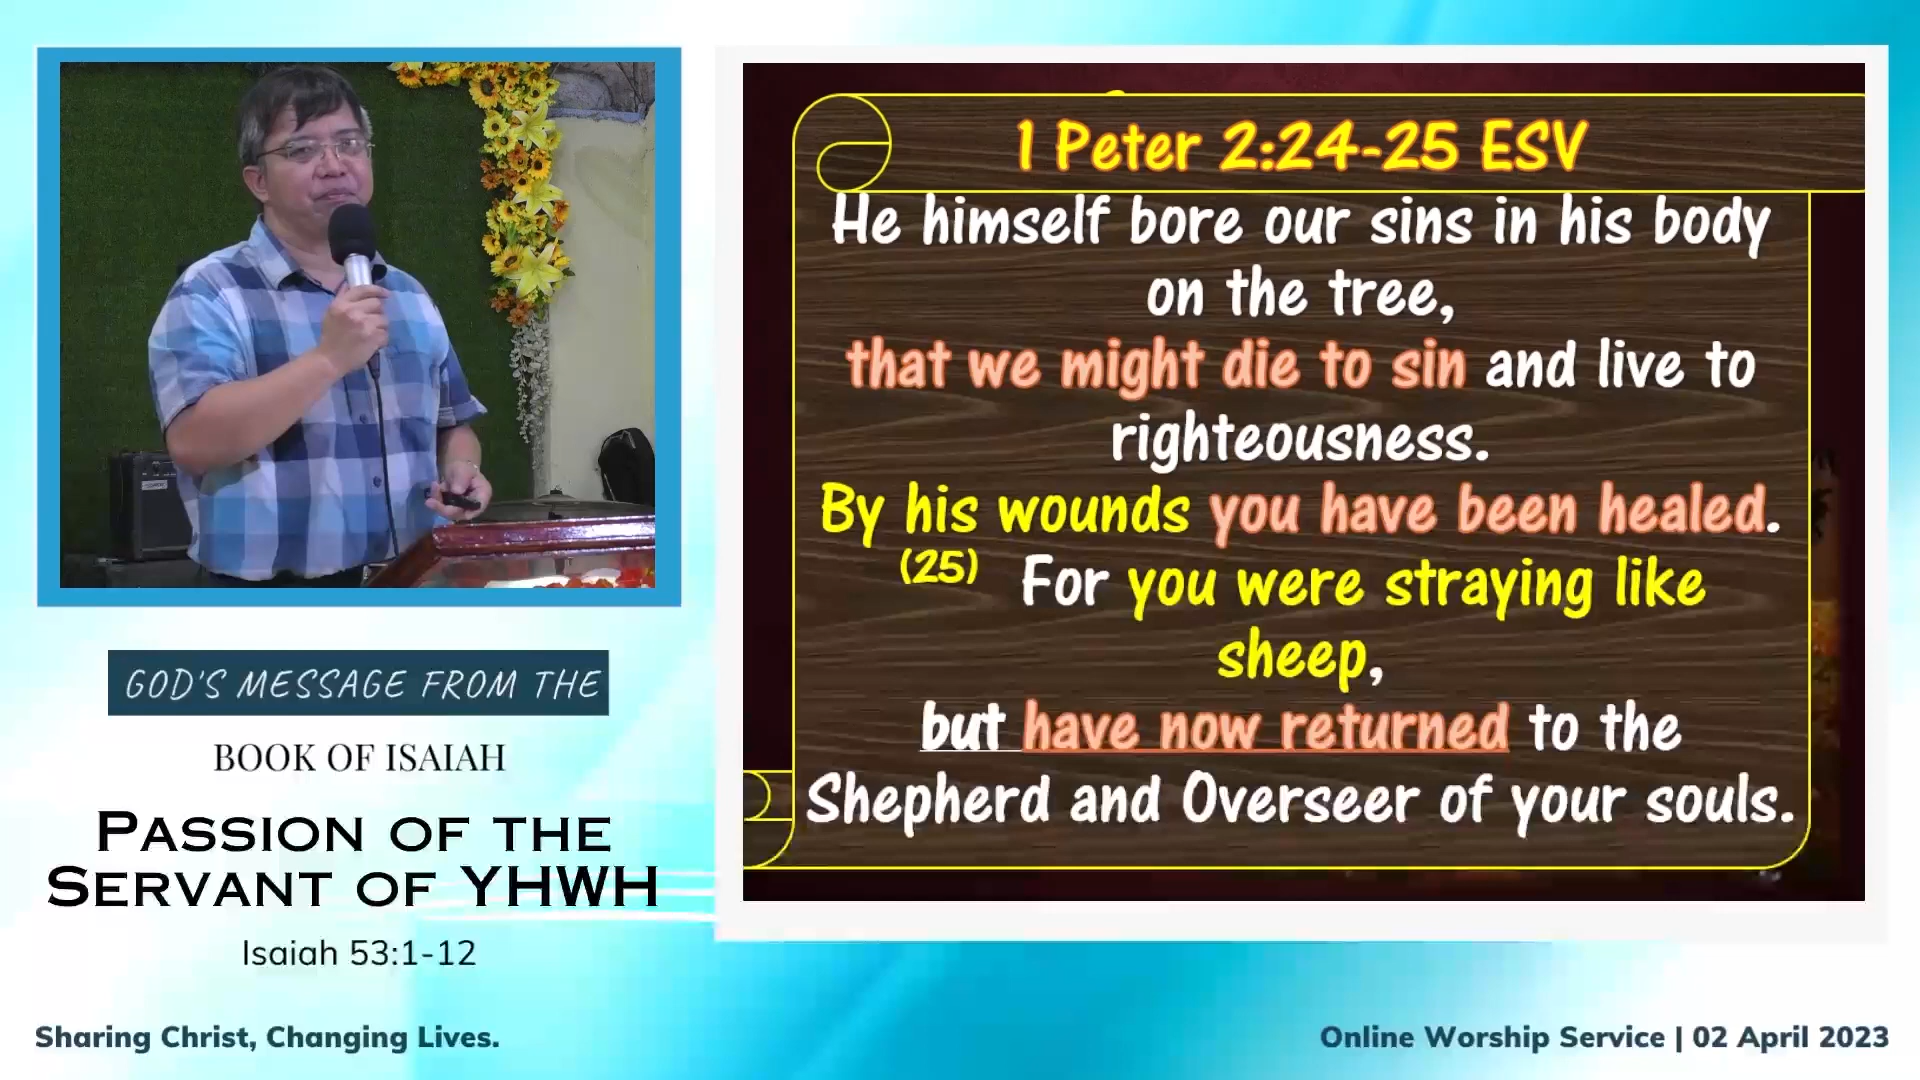 GOD'S MESSAGE FROM THE
BOOK OF ISAIAH
PASSION OF THE
SERVANT OF YHWH
Isaiah 53:1-12
1 Peter 2:24-25 ESV
He himself bore our sins in his body
on the tree,
that we might die to sin and live to
righteousness.
By his wounds you have been healed.
(25) For you were straying like
sheep,
but have now returned to the
Shepherd and Overseer of your souls.
Sharing Christ, Changing Lives.
Online Worship Service | 02 April 2023